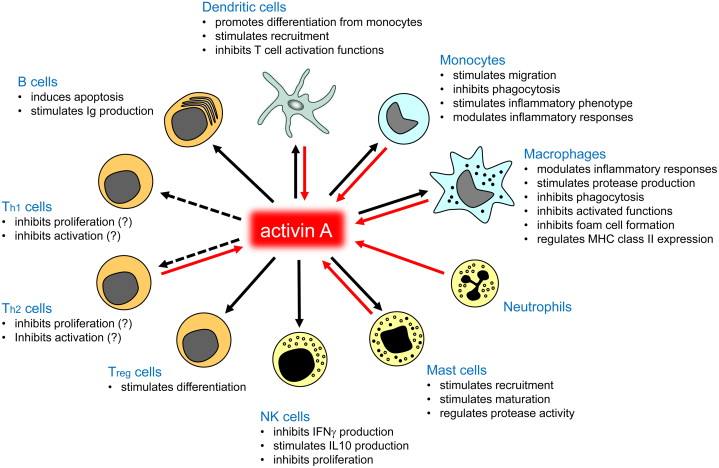 Dendritic cells
• promotes differentiation from monocytes
• stimulates recruitment
• inhibits T cell activation functions
Monocytes
• stimulates migration
• inhibits phagocytosis
• stimulates inflammatory phenotype
• modulates inflammatory responses
B cells
• induces apoptosis
• stimulates Ig production
Macrophages
• modulates inflammatory responses
• stimulates protease production
• inhibits phagocytosis
• inhibits activated functions
• inhibits foam cell formation
• regulates MHC class II expression
Th1 cells
• inhibits proliferation (?)
• inhibits activation (?)
activin A
Neutrophils
Th2 cells
• inhibits proliferation (?)
• Inhibits activation (?)
Treg cells
• stimulates differentiation
Mast cells
• stimulates recruitment
• stimulates maturation
• regulates protease activity
NK cells
• inhibits IFNγ production
• stimulates IL10 production
• inhibits proliferation